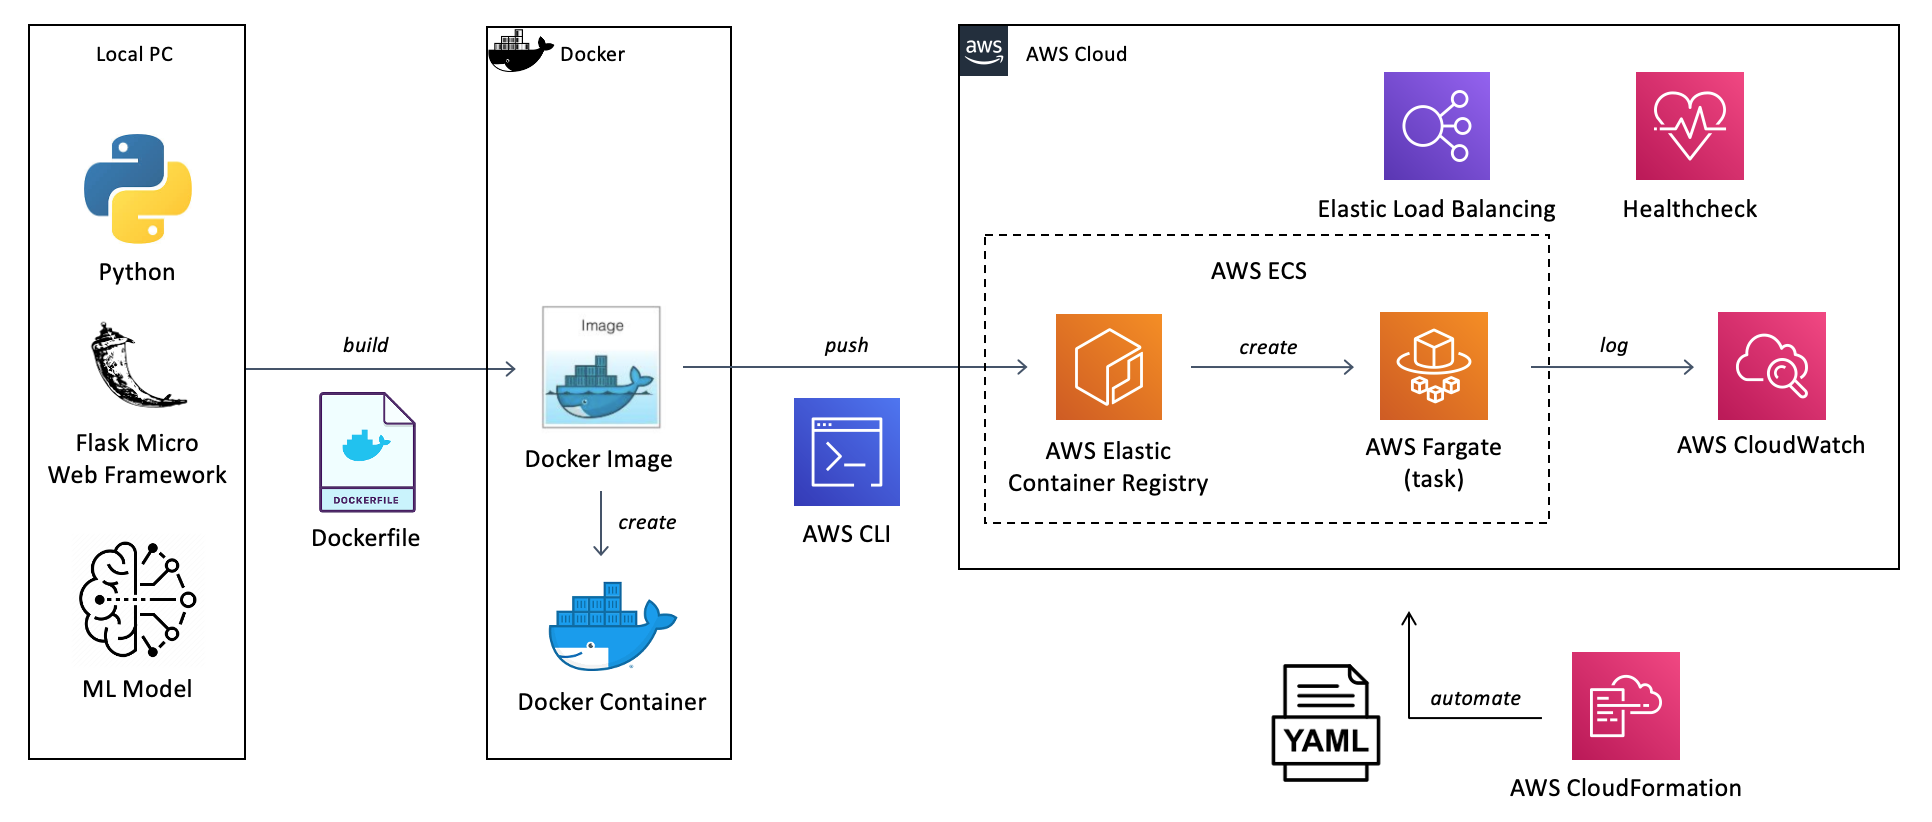 Local PC
Python
Flask Micro
Web Framework
ML Model
build
DOCKERFILE
Dockerfile
Docker
Image
Docker Image
create
Docker Container
push
AWS CLI
aws
AWS Cloud
Elastic Load Balancing
Healthcheck
AWS ECS
AWS Elastic
Container Registry
create
AWS Fargate
(task)
log
AWS CloudWatch
YAML
automate
AWS CloudFormation